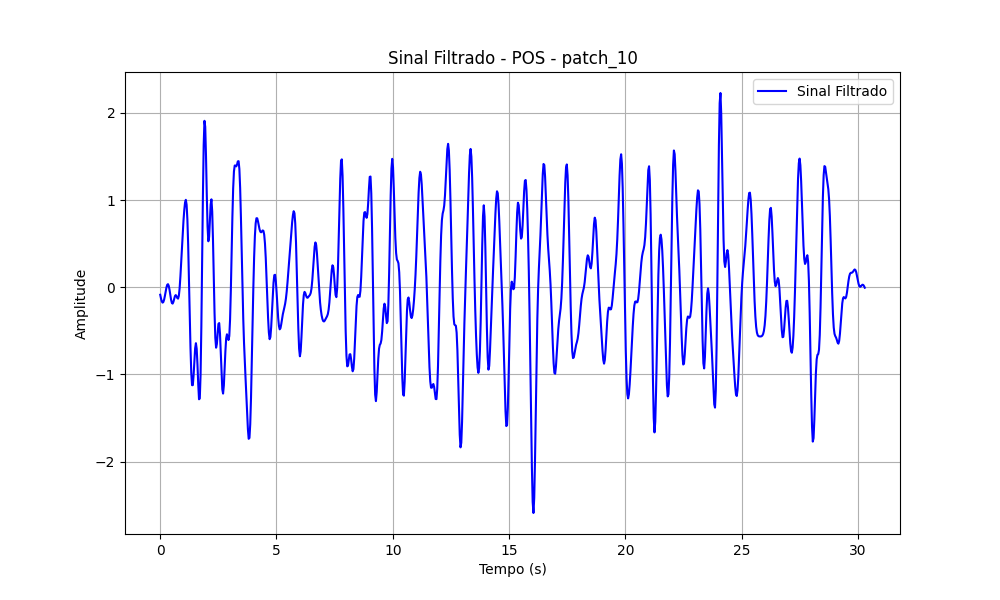 Sinal Filtrado - POS - patch_10
Sinal Filtrado
2
1
0
−1
−2
Amplitude
0 5 10 15 20 25 30
Tempo (s)